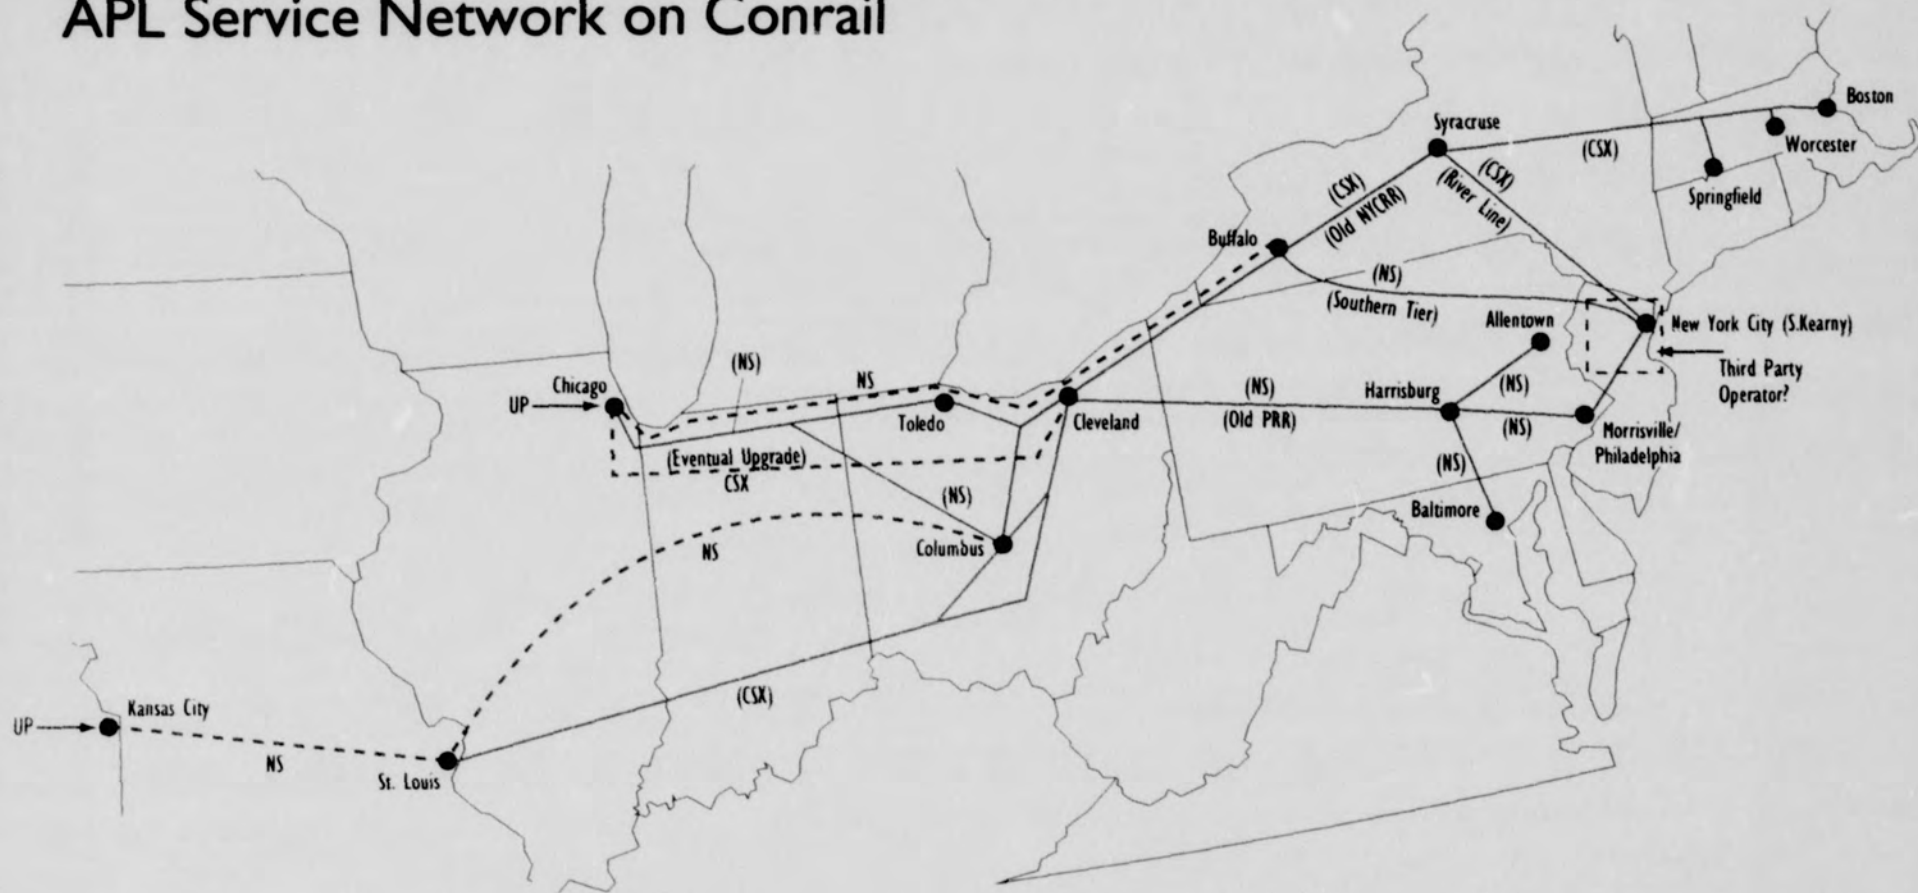 APL Service Network on Conrail
Boston
Syracruse
Worcester
(CSX)
(CSX)
(CSX)
(River Line)
(Old NYCRR)
Springfield
Buffalo
(NS)
(Southern Tier)
Allentown
New York City (S.Kearny)
Third Party
Operator?
(NS)
NS
Chicago
UP
Toledo
Cleveland
(NS)
(Old PRR)
Harrisburg
(NS)
(NS)
Morrisville/
Philadelphia
(Eventual Upgrade)
CSX
(NS)
(NS)
Baltimore
Columbus
NS
(CSX)
Kansas City
UP
NS
St. Louis